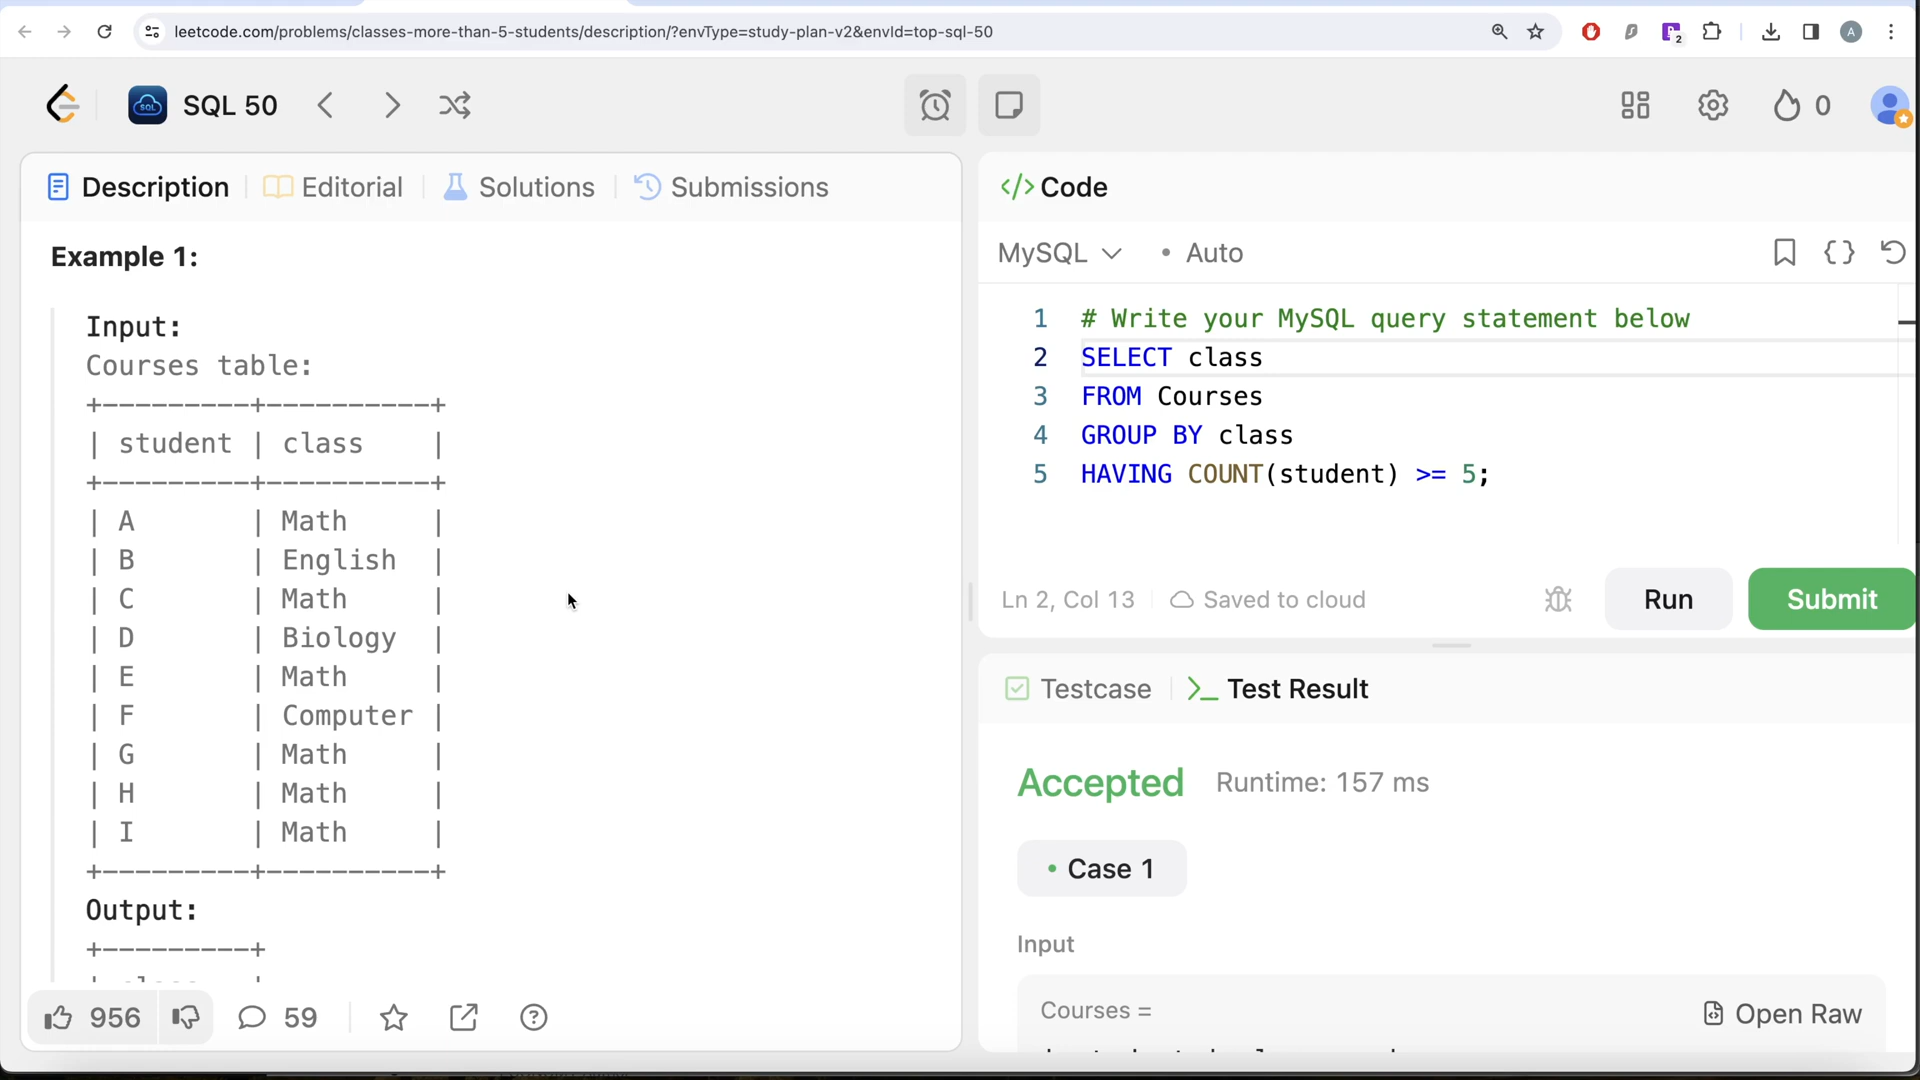 leetcode.com/problems/classes-more-than-5-students/description/?envType=study-plan-v2&envId=top-sql-50
2
A
SQL
SQL 50
0
Description
Editorial
Solutions
Submissions
Example 1:
Input:
Courses table:
+---------+----------+
| student | class    |
+---------+----------+
| A       | Math     |
| B       | English  |
| C       | Math     |
| D       | Biology  |
| E       | Math     |
| F       | Computer |
| G       | Math     |
| H       | Math     |
| I       | Math     |
+---------+----------+
Output:
+---------+
956
59
</> Code
MySQL
• Auto
1 # Write your MySQL query statement below
2 SELECT class
3 FROM Courses
4 GROUP BY class
5 HAVING COUNT(student) >= 5;
Ln 2, Col 13
Saved to cloud
Run
Submit
Testcase
>_ Test Result
Accepted
Runtime: 157 ms
• Case 1
Input
Courses =
Open Raw